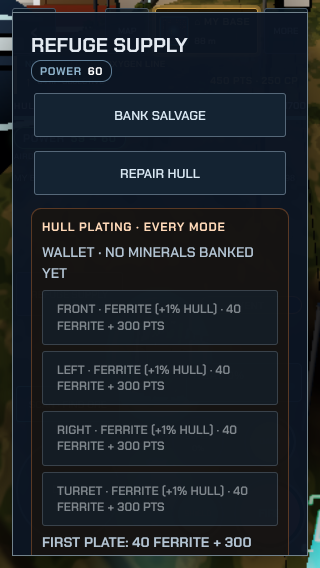 REFUGE SUPPLY
POWER 60
BANK SALVAGE
REPAIR HULL
HULL PLATING · EVERY MODE
WALLET · NO MINERALS BANKED
YET
FRONT · FERRITE (+1% HULL) · 40
FERRITE + 300 PTS
LEFT · FERRITE (+1% HULL) · 40
FERRITE + 300 PTS
RIGHT · FERRITE (+1% HULL) · 40
FERRITE + 300 PTS
TURRET · FERRITE (+1% HULL) · 40
FERRITE + 300 PTS
FIRST PLATE: 40 FERRITE + 300